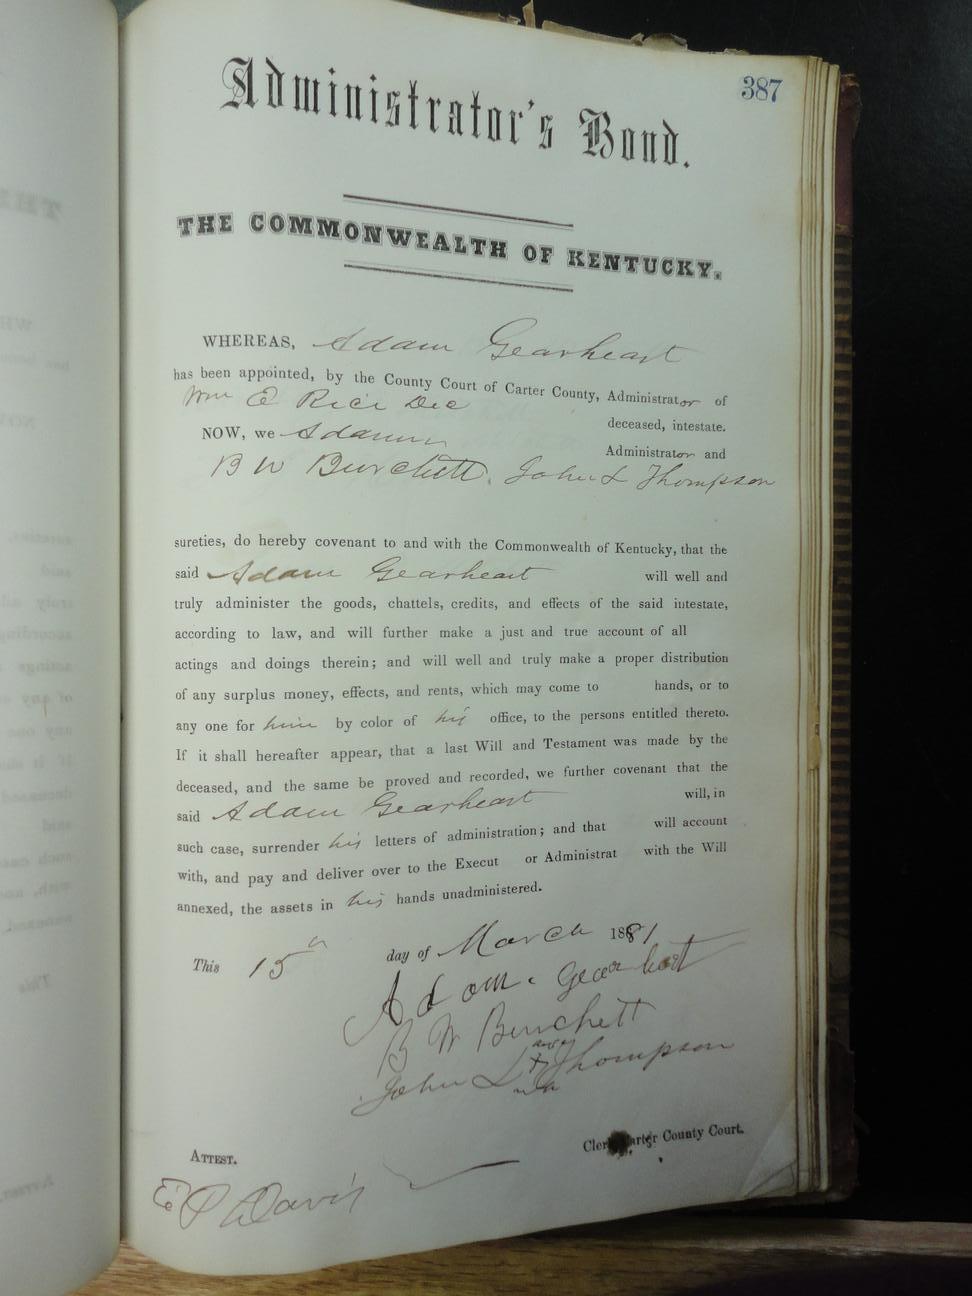 387
Administrator's Bond.
THE COMMONWEALTH OF KENTUCKY.
WHEREAS, Adam Gearheart
has been appointed, by the County Court of Carter County, Administrator of
Wm E Rice Dec deceased, intestate.
NOW, we Adam Administrator and
B W Burchett, John L Thompson
sureties, do hereby covenant to and with the Commonwealth of Kentucky, that the
said Adam Gearheart will well and
truly administer the goods, chattels, credits, and effects of the said intestate,
according to law, and will further make a just and true account of all
actings and doings therein; and will well and truly make a proper distribution
of any surplus money, effects, and rents, which may come to hands, or to
any one for him by color of his office, to the persons entitled thereto.
If it shall hereafter appear, that a last Will and Testament was made by the
deceased, and the same be proved and recorded, we further covenant that the
said Adam Gearheart will, in
such case, surrender his letters of administration; and that will account
with, and pay and deliver over to the Execut or Administrat with the Will
annexed, the assets in his hands unadministered.
This 15 day of March 1881
Adam Gearheart
B W Burchett
John L + Thompson
Clerk Carter County Court.
ATTEST.
Davis